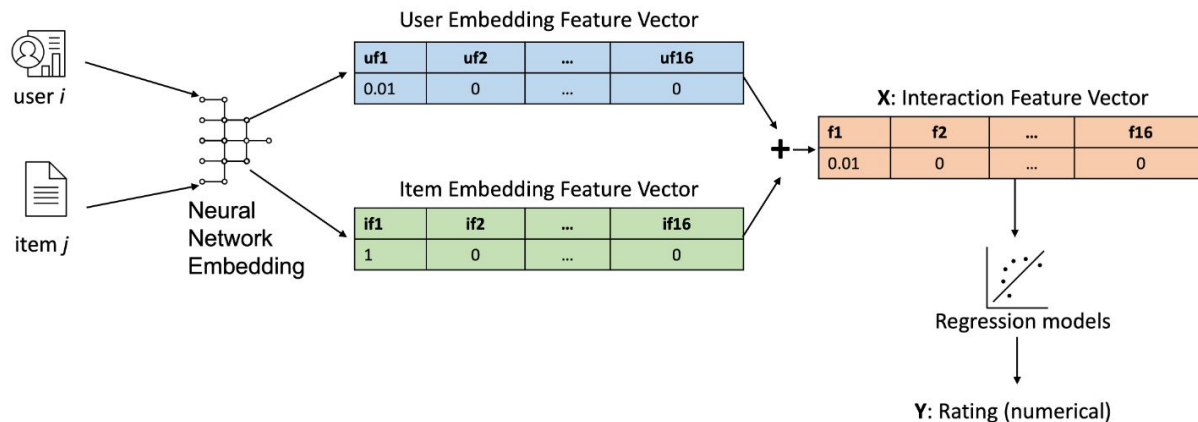 user i
item j
Neural
Network
Embedding
User Embedding Feature Vector
uf1 uf2 ... uf16
0.01 0 ... 0
Item Embedding Feature Vector
if1 if2 ... if16
1 0 ... 0
+
X: Interaction Feature Vector
f1 f2 ... f16
0.01 0 ... 0
Regression models
Y: Rating (numerical)